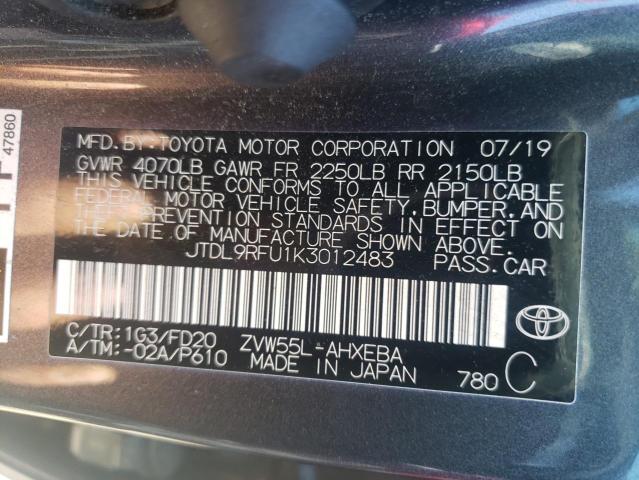 47860
MFD. BY: TOYOTA MOTOR CORPORATION 07/19
GVWR 4070LB GAWR FR 2250LB RR 2150LB
THIS VEHICLE CONFORMS TO ALL APPLICABLE
FEDERAL MOTOR VEHICLE SAFETY, BUMPER, AND
THEFT PREVENTION STANDARDS IN EFFECT ON
THE DATE OF MANUFACTURE SHOWN ABOVE.
JTDL9RFU1K3012483 PASS.CAR
C/TR: 1G3/FD20 ZVW55L-AHXEBA
A/TM: -02A/P610 MADE IN JAPAN 780 C